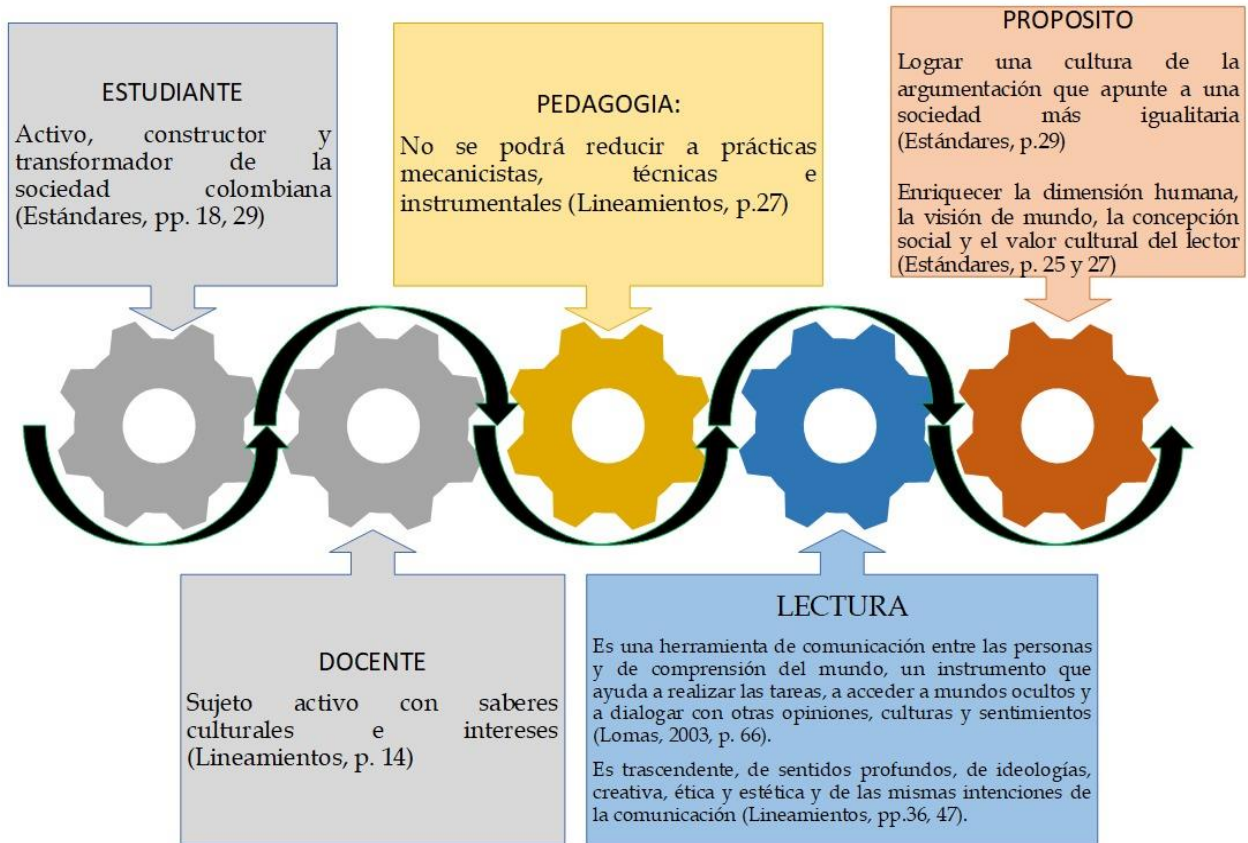 ESTUDIANTE
Activo, constructor y
transformador de la
sociedad colombiana
(Estándares, pp. 18, 29)
PEDAGOGIA:
No se podrá reducir a prácticas
mecanicistas, técnicas e
instrumentales (Lineamientos, p.27)
PROPOSITO
Lograr una cultura de la
argumentación que apunte a una
sociedad más igualitaria
(Estándares, p.29)
Enriquecer la dimensión humana,
la visión de mundo, la concepción
social y el valor cultural del lector
(Estándares, p. 25 y 27)
DOCENTE
Sujeto activo con saberes
culturales e intereses
(Lineamientos, p. 14)
LECTURA
Es una herramienta de comunicación entre las personas
y de comprensión del mundo, un instrumento que
ayuda a realizar las tareas, a acceder a mundos ocultos y
a dialogar con otras opiniones, culturas y sentimientos
(Lomas, 2003, p. 66).
Es trascendente, de sentidos profundos, de ideologías,
creativa, ética y estética y de las mismas intenciones de
la comunicación (Lineamientos, pp.36, 47).